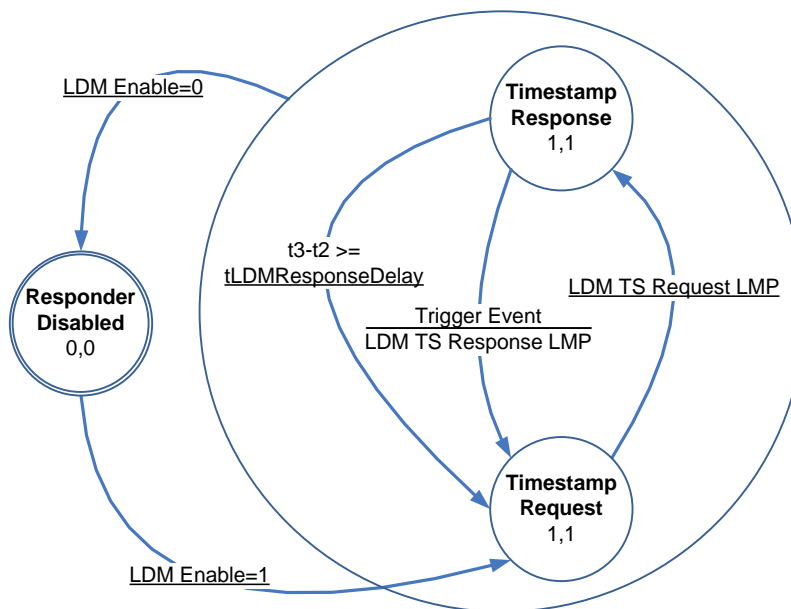 LDM Enable=0
Timestamp
Response
1,1
t3-t2 >=
tLDMResponseDelay
LDM TS Request LMP
Responder
Disabled
0,0
Trigger Event
LDM TS Response LMP
Timestamp
Request
1,1
LDM Enable=1